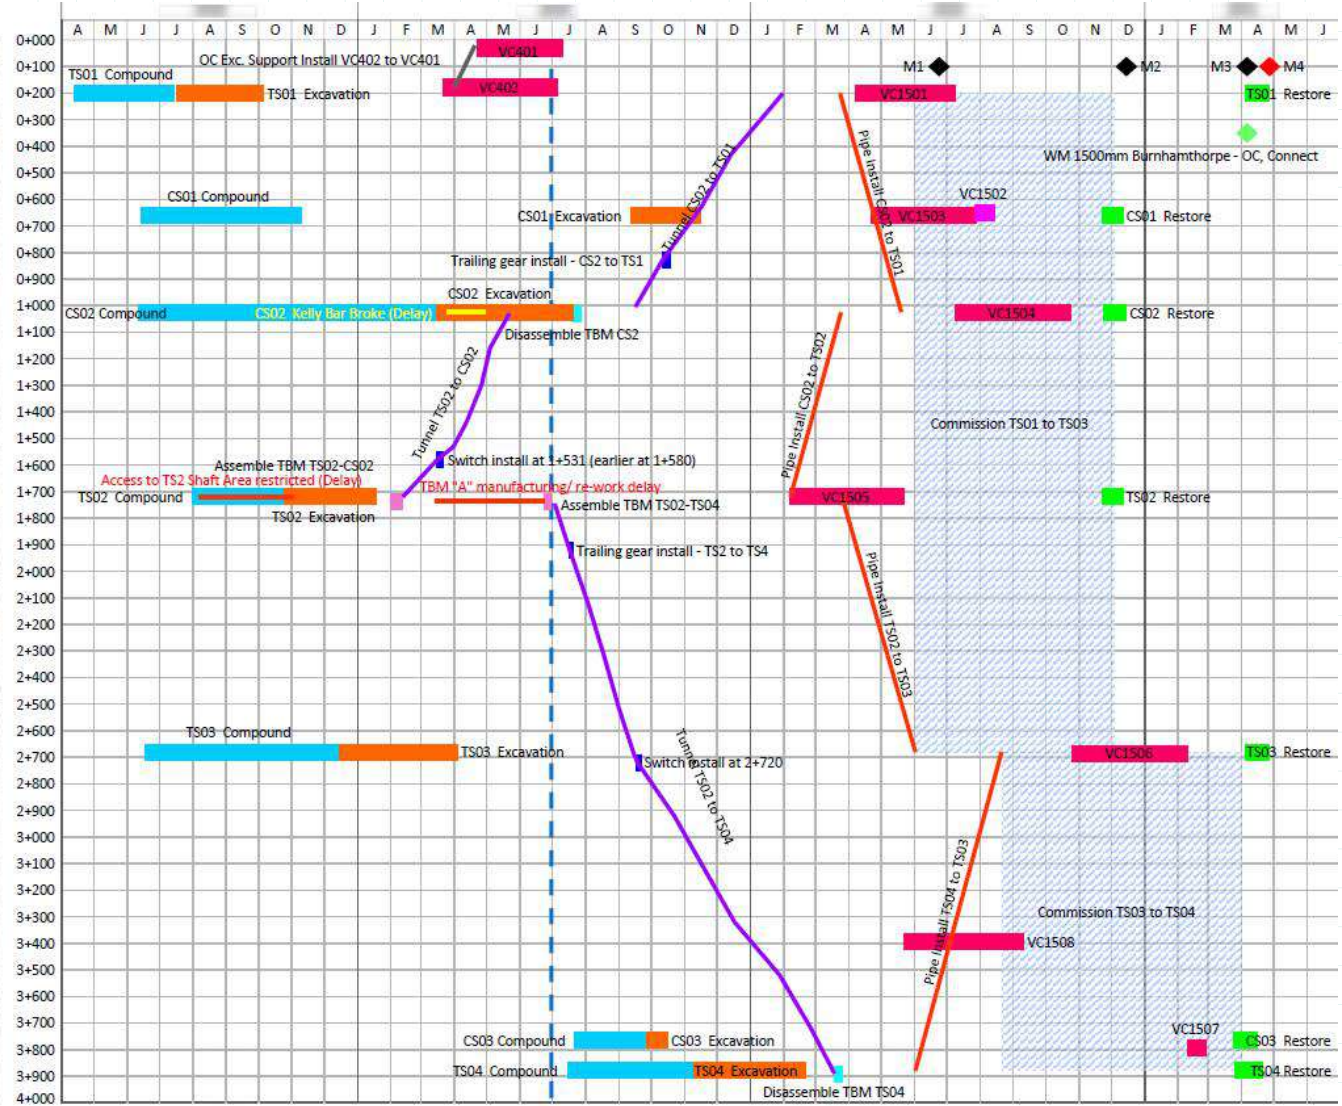 A M J J A S O N D J F M A M J J A S O N D J F M A M J J A S O N D J F M A M J
0+000
VC401
OC Exc. Support Install VC402 to VC401
0+100
M1
M2
M3
M4
TS01 Compound
VC402
0+200
TS01 Excavation
VC1501
TS01 Restore
0+300
0+400
WM 1500mm Burnhamthorpe - OC, Connect
Tunnel CS02 to TS01
Pipe Install CS02 to TS01
0+500
CS01 Compound
VC1502
0+600
CS01 Excavation
VC1503
CS01 Restore
0+700
0+800
Trailing gear install - CS2 to TS1
0+900
CS02 Excavation
1+000
CS02 Compound
CS02 Kelly Bar Broke (Delay)
VC1504
CS02 Restore
1+100
Disassemble TBM CS2
1+200
Tunnel TS02 to CS02
Pipe Install CS02 to TS02
1+300
1+400
Commission TS01 to TS03
1+500
Assemble TBM TS02-CS02
Switch install at 1+531 (earlier at 1+580)
1+600
Access to TS2 Shaft Area restricted (Delay)
TBM "A" manufacturing/ re-work delay
1+700
TS02 Compound
VC1505
TS02 Restore
Assemble TBM TS02-TS04
TS02 Excavation
1+800
1+900
Trailing gear install - TS2 to TS4
2+000
Pipe Install TS02 to TS03
2+100
2+200
2+300
2+400
2+500
2+600
TS03 Compound
2+700
TS03 Excavation
Switch install at 2+720
VC1506
TS03 Restore
Tunnel TS02 to TS04
2+800
2+900
3+000
3+100
3+200
Pipe Install TS04 to TS03
3+300
Commission TS03 to TS04
3+400
VC1508
3+500
3+600
3+700
VC1507
CS03 Compound
CS03 Excavation
CS03 Restore
3+800
TS04 Compound
TS04 Excavation
TS04 Restore
3+900
Disassemble TBM TS04
4+000